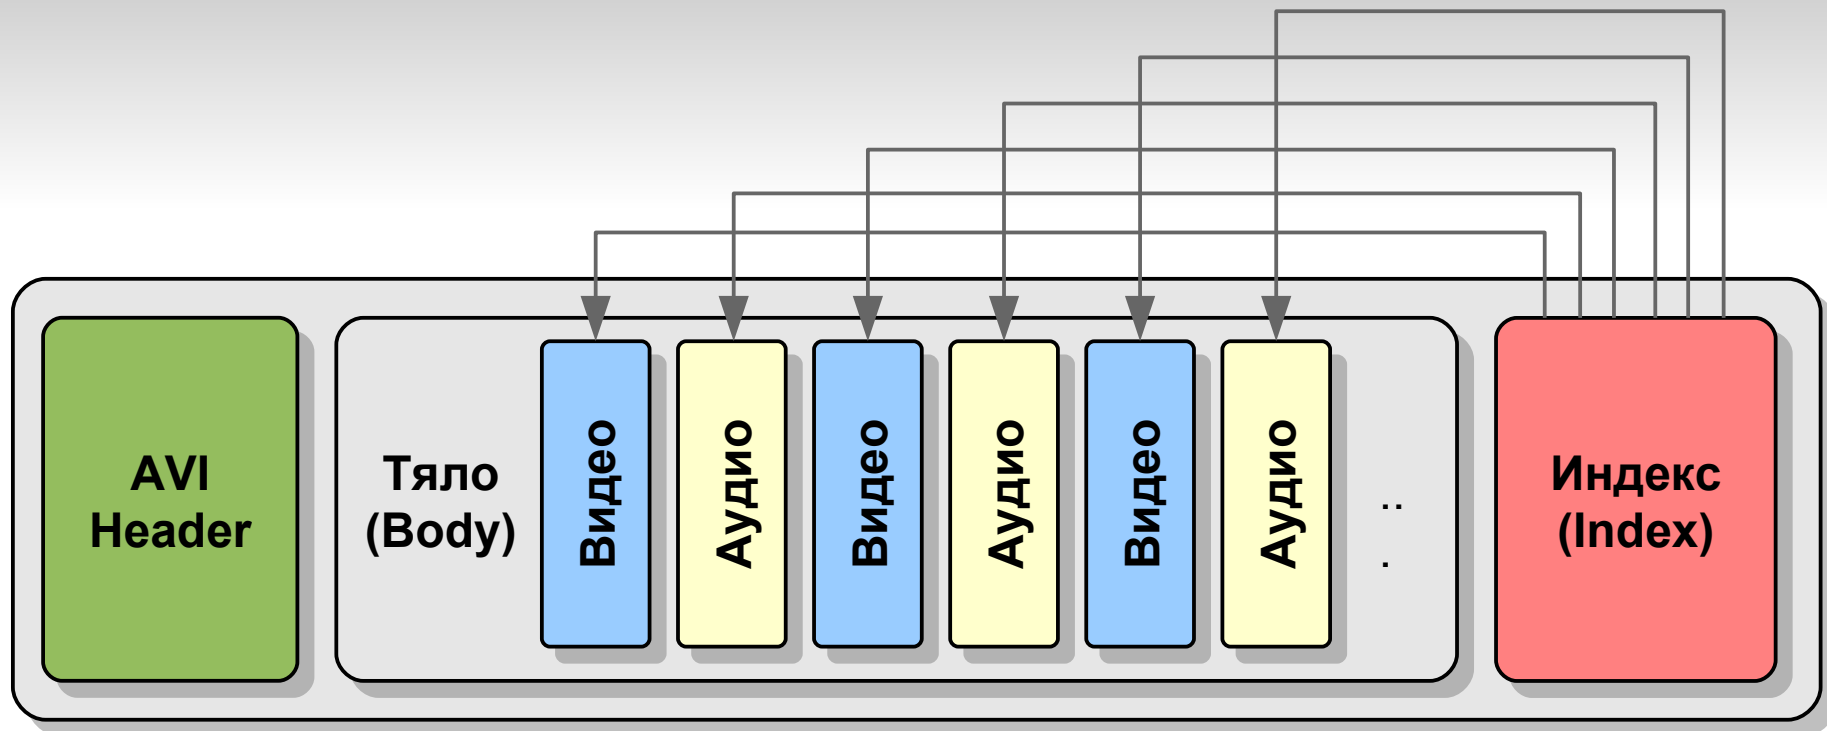 AVI
Header
Тяло
(Body)
Видео
Аудио
Видео
Аудио
Видео
Аудио
..
.
Индекс
(Index)